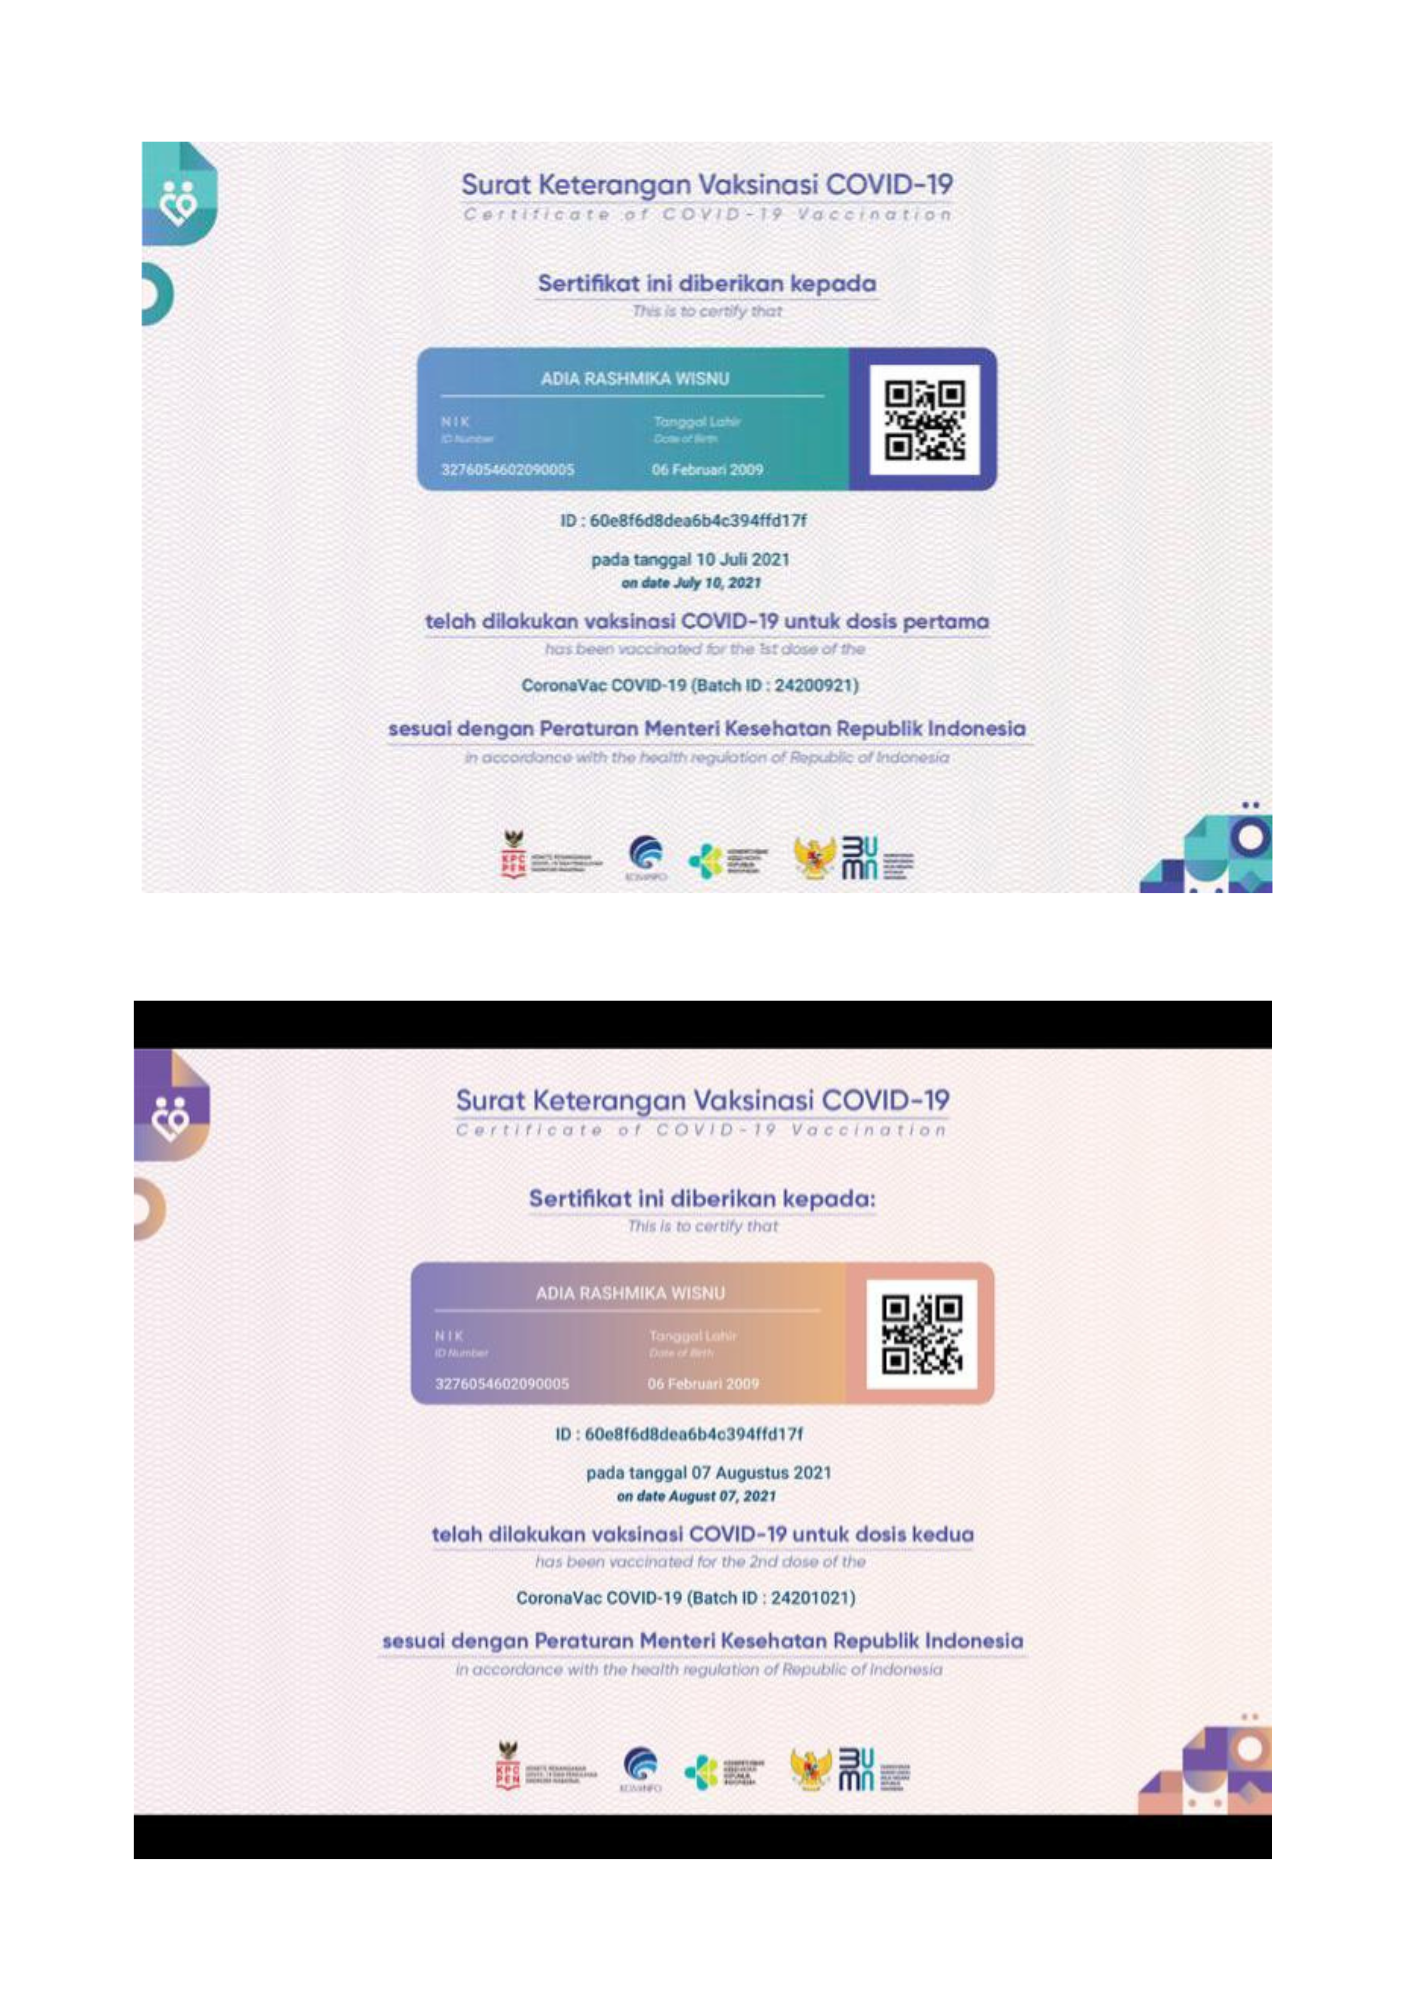 Surat Keterangan Vaksinasi COVID-19
Certificate of COVID-19 Vaccination
Sertifikat ini diberikan kepada
This is to certify that
ADIA RASHMIKA WISNU
NIK Tanggal Lahir
ID Number Date of Birth
3276054602090005 06 Februari 2009
ID : 60e8f6d8dea6b4c394ffd17f
pada tanggal 10 Juli 2021
on date July 10, 2021
telah dilakukan vaksinasi COVID-19 untuk dosis pertama
has been vaccinated for the 1st dose of the
CoronaVac COVID-19 (Batch ID : 24200921)
sesuai dengan Peraturan Menteri Kesehatan Republik Indonesia
in accordance with the health regulation of Republic of Indonesia
KPC
PEN
KOMINFO
BUMN
Surat Keterangan Vaksinasi COVID-19
Certificate of COVID-19 Vaccination
Sertifikat ini diberikan kepada:
This is to certify that
ADIA RASHMIKA WISNU
NIK Tanggal Lahir
ID Number Date of Birth
3276054602090005 06 Februari 2009
ID : 60e8f6d8dea6b4c394ffd17f
pada tanggal 07 Augustus 2021
on date August 07, 2021
telah dilakukan vaksinasi COVID-19 untuk dosis kedua
has been vaccinated for the 2nd dose of the
CoronaVac COVID-19 (Batch ID : 24201021)
sesuai dengan Peraturan Menteri Kesehatan Republik Indonesia
in accordance with the health regulation of Republic of Indonesia
KPC
PEN
KOMINFO
BUMN